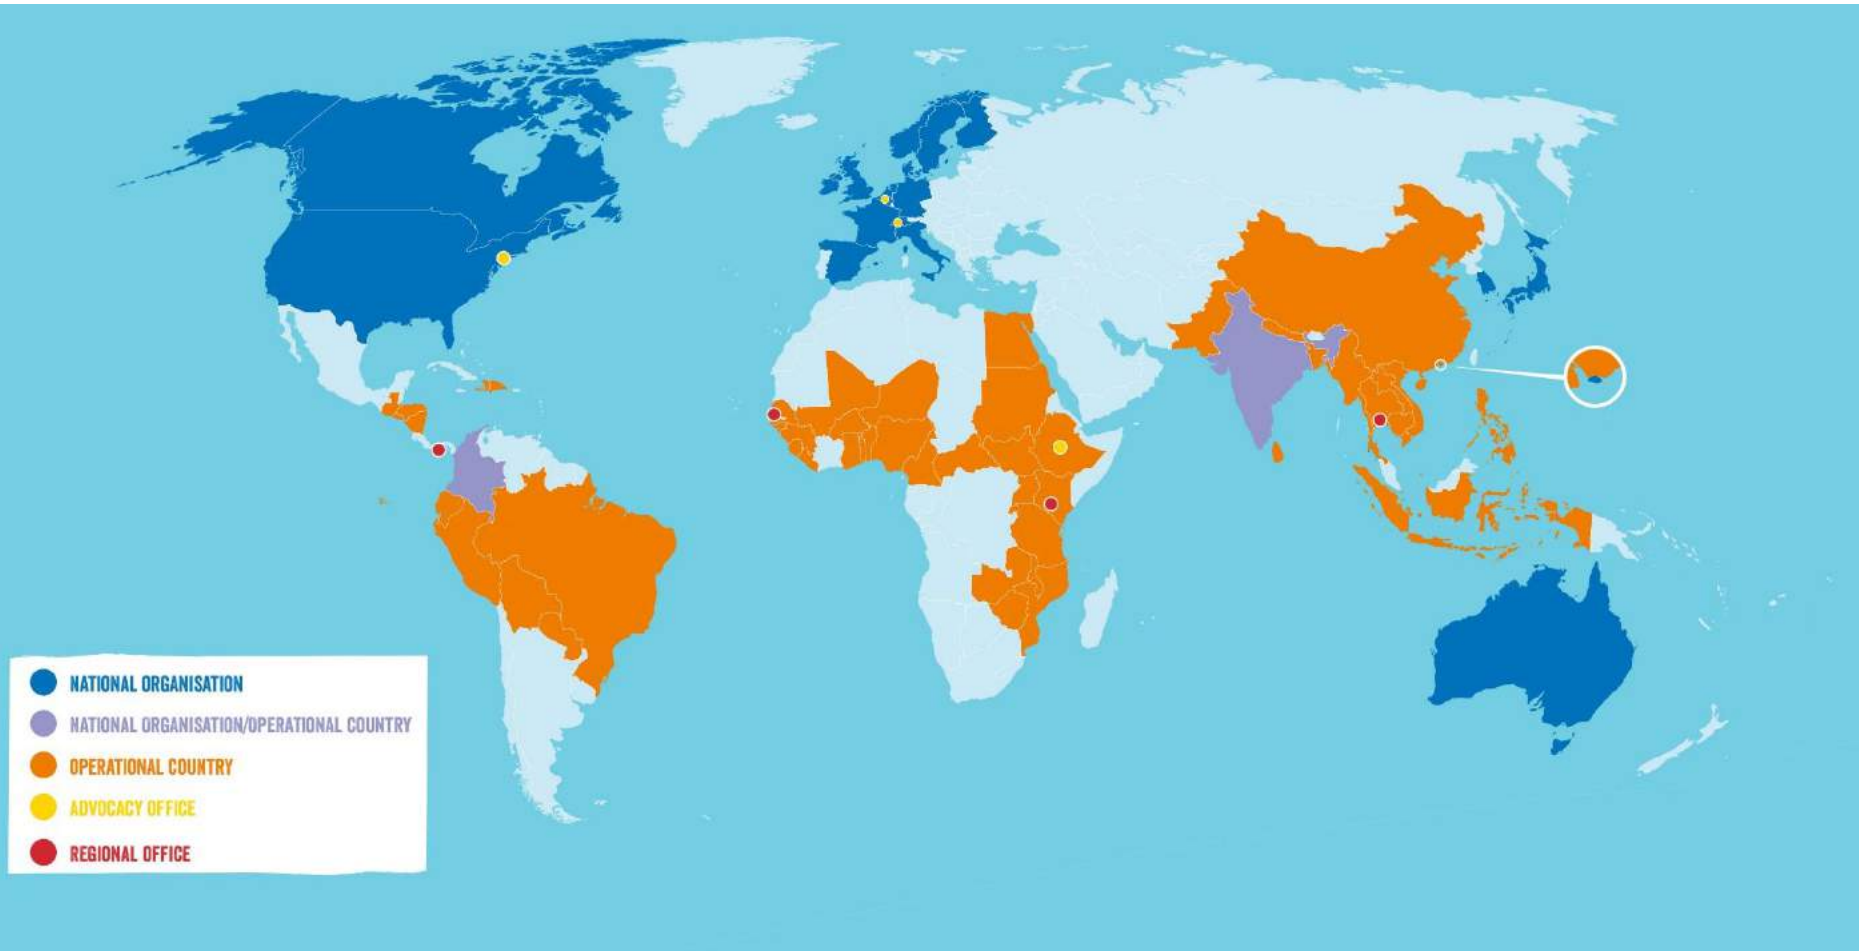 NATIONAL ORGANISATION
NATIONAL ORGANISATION/OPERATIONAL COUNTRY
OPERATIONAL COUNTRY
ADVOCACY OFFICE
REGIONAL OFFICE